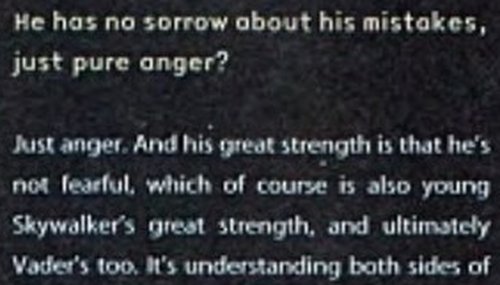 He has no sorrow about his mistakes,
just pure anger?
Just anger. And his great strength is that he's
not fearful, which of course is also young
Skywalker's great strength, and ultimately
Vader's too. It's understanding both sides of